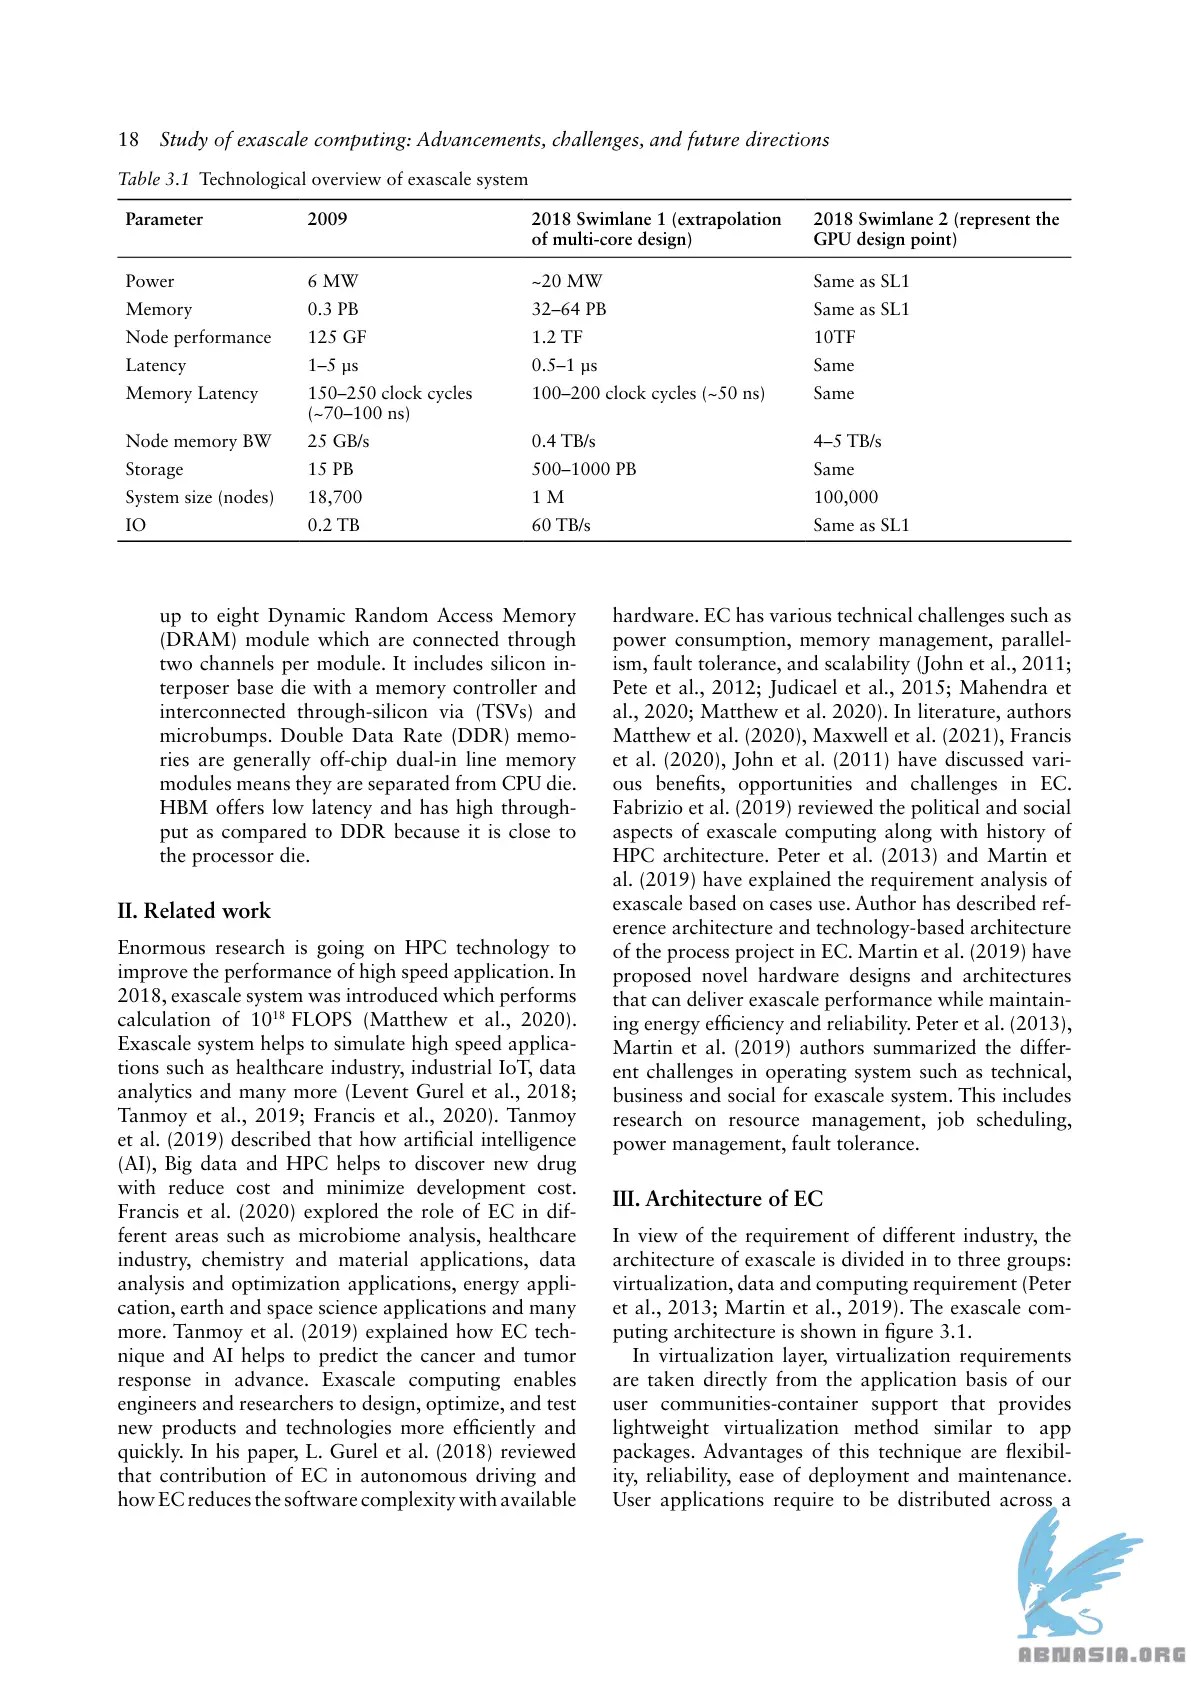 18 Study of exascale computing: Advancements, challenges, and future directions
Table 3.1 Technological overview of exascale system
Parameter 2009 2018 Swimlane 1 (extrapolation of multi-core design) 2018 Swimlane 2 (represent the GPU design point)
Power 6 MW ~20 MW Same as SL1
Memory 0.3 PB 32–64 PB Same as SL1
Node performance 125 GF 1.2 TF 10TF
Latency 1–5 µs 0.5–1 µs Same
Memory Latency 150–250 clock cycles (~70–100 ns) 100–200 clock cycles (~50 ns) Same
Node memory BW 25 GB/s 0.4 TB/s 4–5 TB/s
Storage 15 PB 500–1000 PB Same
System size (nodes) 18,700 1 M 100,000
IO 0.2 TB 60 TB/s Same as SL1
up to eight Dynamic Random Access Memory
(DRAM) module which are connected through
two channels per module. It includes silicon in-
terposer base die with a memory controller and
interconnected through-silicon via (TSVs) and
microbumps. Double Data Rate (DDR) memo-
ries are generally off-chip dual-in line memory
modules means they are separated from CPU die.
HBM offers low latency and has high through-
put as compared to DDR because it is close to
the processor die.
II. Related work
Enormous research is going on HPC technology to
improve the performance of high speed application. In
2018, exascale system was introduced which performs
calculation of 10¹⁸ FLOPS (Matthew et al., 2020).
Exascale system helps to simulate high speed applica-
tions such as healthcare industry, industrial IoT, data
analytics and many more (Levent Gurel et al., 2018;
Tanmoy et al., 2019; Francis et al., 2020). Tanmoy
et al. (2019) described that how artificial intelligence
(AI), Big data and HPC helps to discover new drug
with reduce cost and minimize development cost.
Francis et al. (2020) explored the role of EC in dif-
ferent areas such as microbiome analysis, healthcare
industry, chemistry and material applications, data
analysis and optimization applications, energy appli-
cation, earth and space science applications and many
more. Tanmoy et al. (2019) explained how EC tech-
nique and AI helps to predict the cancer and tumor
response in advance. Exascale computing enables
engineers and researchers to design, optimize, and test
new products and technologies more efficiently and
quickly. In his paper, L. Gurel et al. (2018) reviewed
that contribution of EC in autonomous driving and
how EC reduces the software complexity with available
hardware. EC has various technical challenges such as
power consumption, memory management, parallel-
ism, fault tolerance, and scalability (John et al., 2011;
Pete et al., 2012; Judicael et al., 2015; Mahendra et
al., 2020; Matthew et al. 2020). In literature, authors
Matthew et al. (2020), Maxwell et al. (2021), Francis
et al. (2020), John et al. (2011) have discussed vari-
ous benefits, opportunities and challenges in EC.
Fabrizio et al. (2019) reviewed the political and social
aspects of exascale computing along with history of
HPC architecture. Peter et al. (2013) and Martin et
al. (2019) have explained the requirement analysis of
exascale based on cases use. Author has described ref-
erence architecture and technology-based architecture
of the process project in EC. Martin et al. (2019) have
proposed novel hardware designs and architectures
that can deliver exascale performance while maintain-
ing energy efficiency and reliability. Peter et al. (2013),
Martin et al. (2019) authors summarized the differ-
ent challenges in operating system such as technical,
business and social for exascale system. This includes
research on resource management, job scheduling,
power management, fault tolerance.
III. Architecture of EC
In view of the requirement of different industry, the
architecture of exascale is divided in to three groups:
virtualization, data and computing requirement (Peter
et al., 2013; Martin et al., 2019). The exascale com-
puting architecture is shown in figure 3.1.
In virtualization layer, virtualization requirements
are taken directly from the application basis of our
user communities-container support that provides
lightweight virtualization method similar to app
packages. Advantages of this technique are flexibil-
ity, reliability, ease of deployment and maintenance.
User applications require to be distributed across a
ABNASIA.ORG